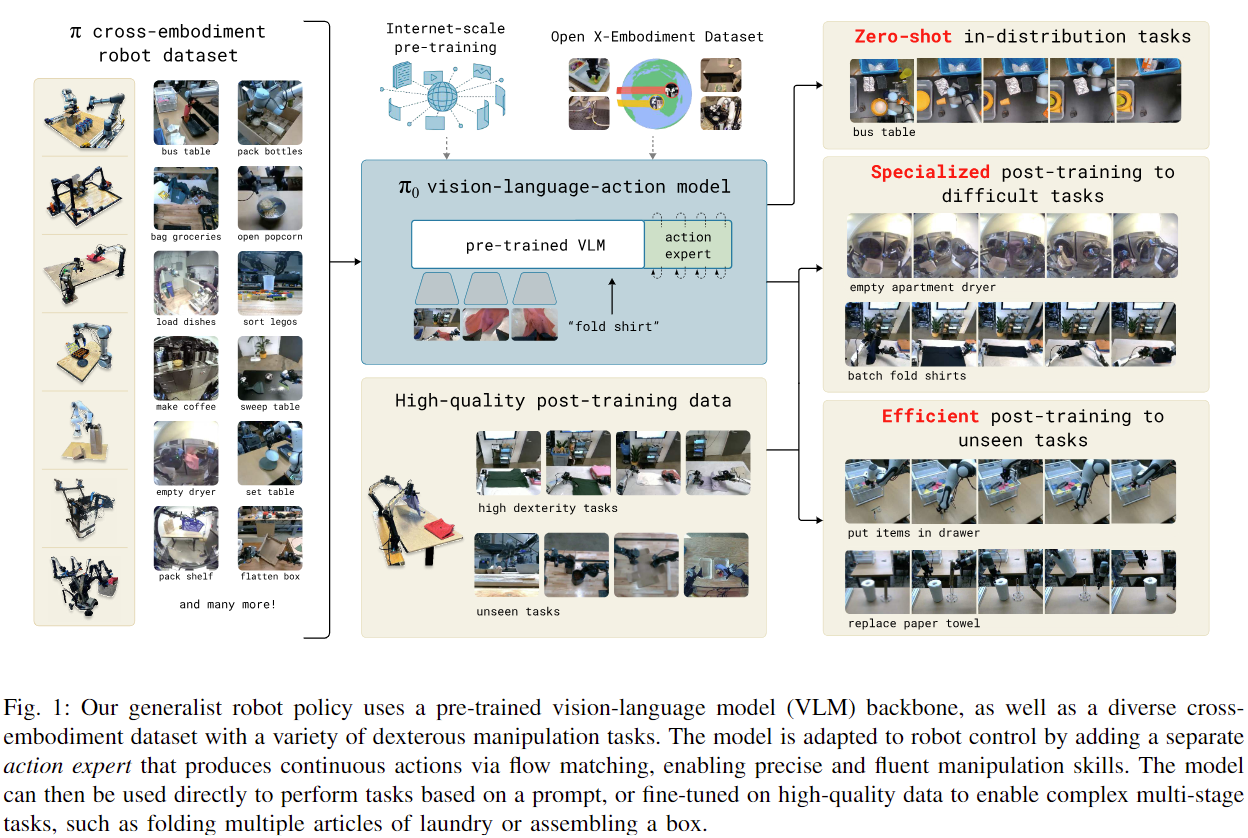 π cross-embodiment
robot dataset
bus table
pack bottles
bag groceries
open popcorn
load dishes
sort legos
make coffee
sweep table
empty dryer
set table
pack shelf
flatten box
and many more!
Internet-scale
pre-training
Open X-Embodiment Dataset
π₀ vision-language-action model
pre-trained VLM
action
expert
“fold shirt”
High-quality post-training data
high dexterity tasks
unseen tasks
Zero-shot in-distribution tasks
bus table
Specialized post-training to
difficult tasks
empty apartment dryer
batch fold shirts
Efficient post-training to
unseen tasks
put items in drawer
replace paper towel
Fig. 1: Our generalist robot policy uses a pre-trained vision-language model (VLM) backbone, as well as a diverse cross-
embodiment dataset with a variety of dexterous manipulation tasks. The model is adapted to robot control by adding a separate
action expert that produces continuous actions via flow matching, enabling precise and fluent manipulation skills. The model
can then be used directly to perform tasks based on a prompt, or fine-tuned on high-quality data to enable complex multi-stage
tasks, such as folding multiple articles of laundry or assembling a box.